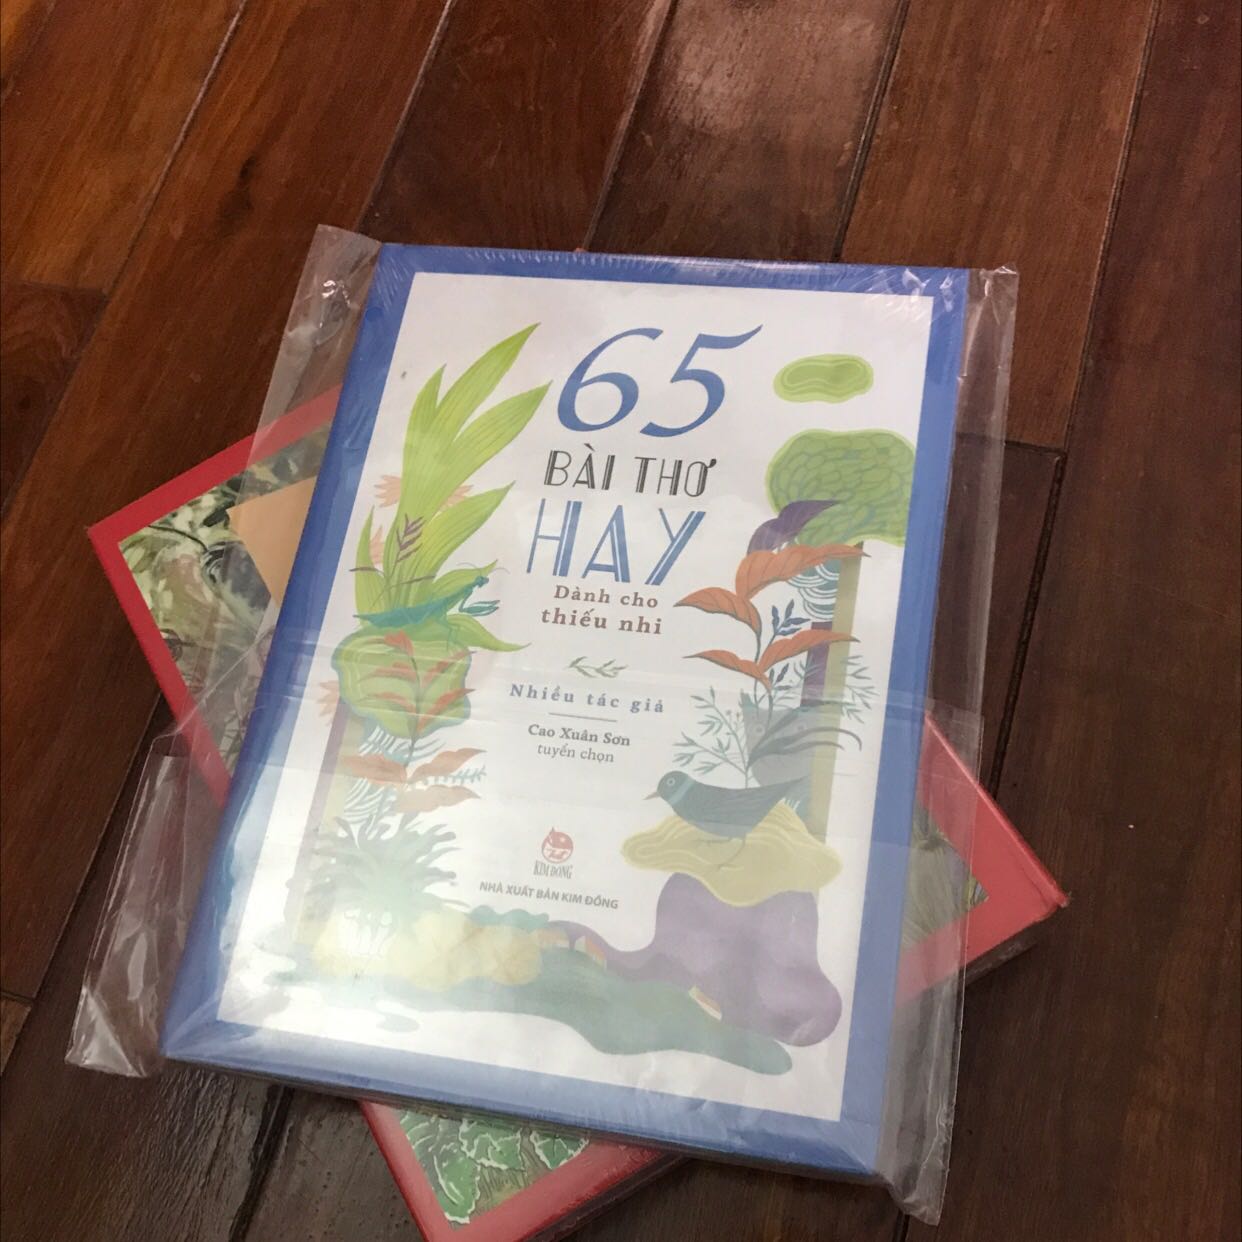 65
BÀI THƠ
HAY
Dành cho
thiếu nhi
Nhiều tác giả
Cao Xuân Sơn
tuyển chọn
KIM ĐỒNG
NHÀ XUẤT BẢN KIM ĐỒNG